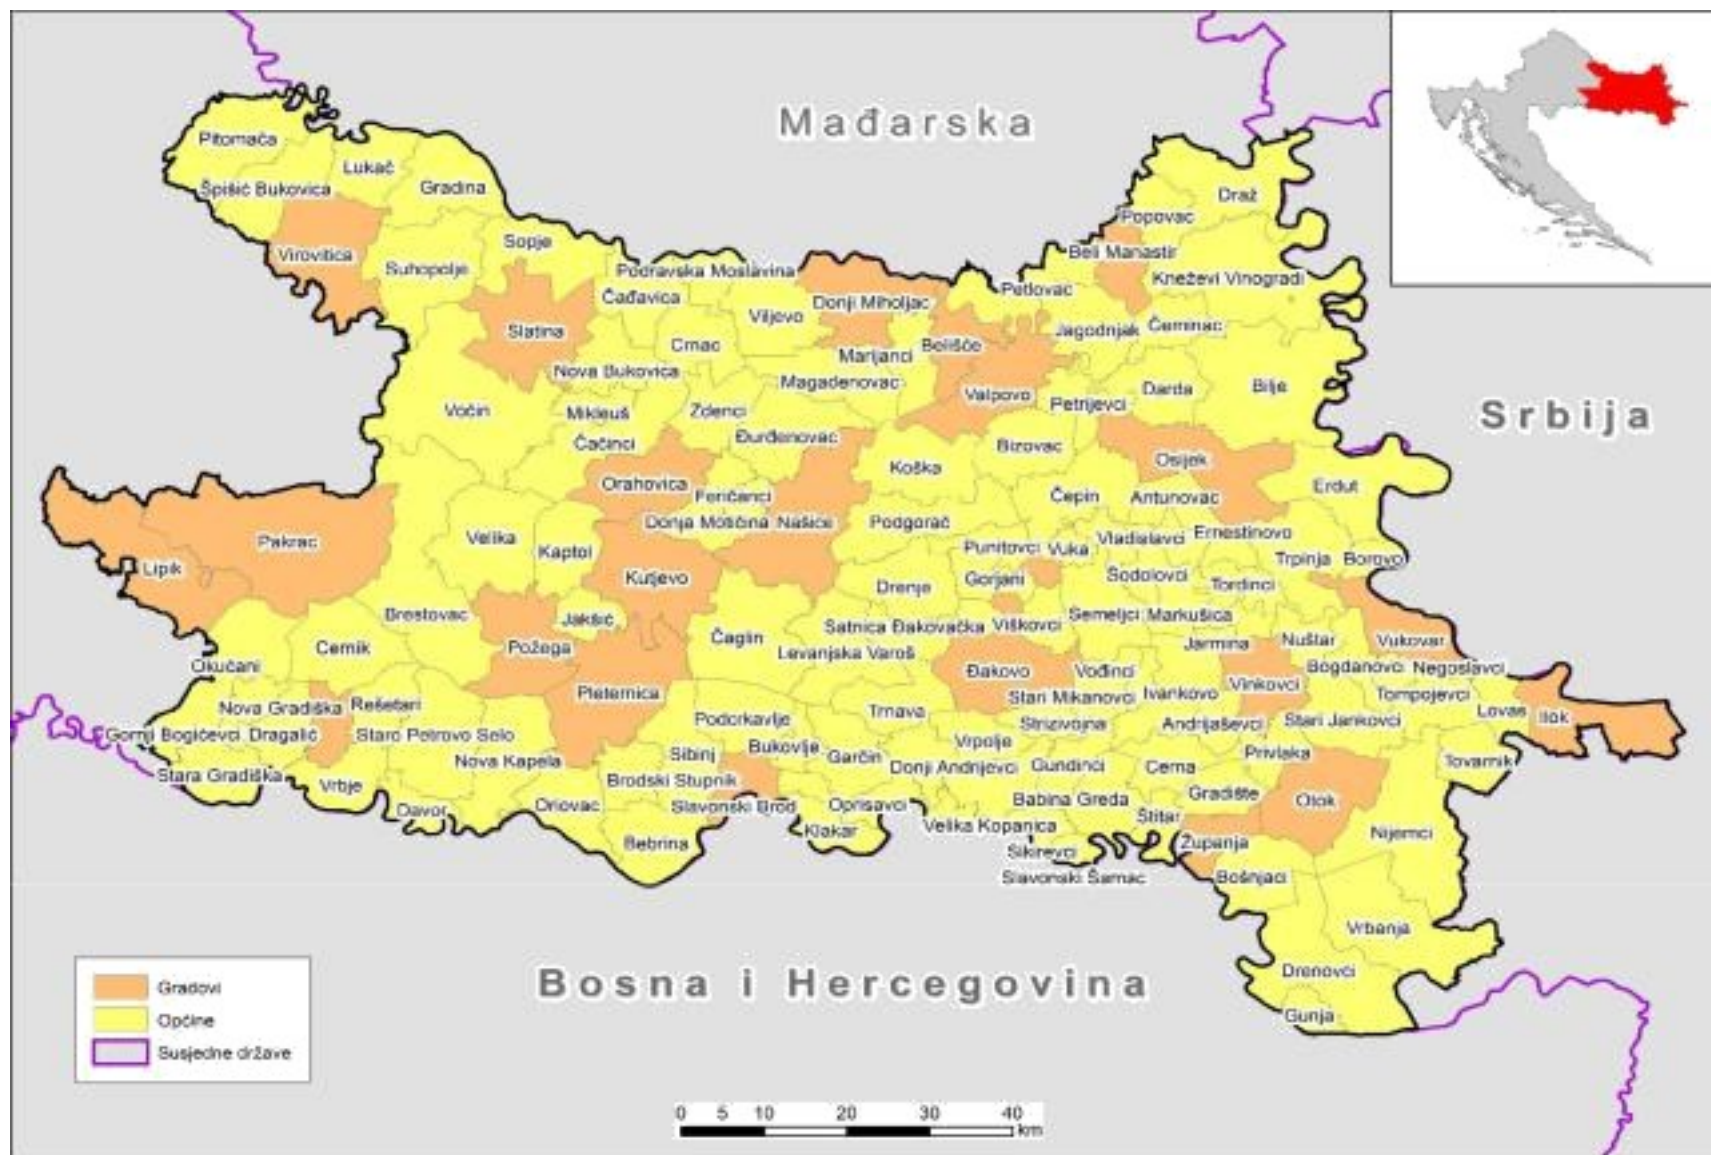 Mađarska
Pitomača
Lukač
Špišić Bukovica
Gradina
Draž
Popovac
Virovitica
Sopje
Suhopolje
Beli Manastir
Podravska Moslavina
Kneževi Vinogradi
Čađavica
Petlovac
Donji Miholjac
Viljevo
Slatina
Jagodnjak
Čeminac
Crnac
Belišće
Marijanci
Nova Bukovica
Magadenovac
Darda
Bilje
Valpovo
Petrijevci
Srbija
Voćin
Mikleuš
Zdenci
Čačinci
Đurđenovac
Bizovac
Osijek
Koška
Orahovica
Erdut
Feričanci
Čepin
Antunovac
Donja Motičina
Našice
Podgorač
Ernestinovo
Velika
Vladislavci
Pakrac
Kaptol
Punitovci
Vuka
Trpinja
Borovo
Lipik
Kutjevo
Gorjani
Šodolovci
Drenje
Tordinci
Brestovac
Jakšić
Semeljci
Markušica
Satnica Đakovačka
Viškovci
Čaglin
Jarmina
Nuštar
Vukovar
Cernik
Požega
Levanjska Varoš
Okučani
Bogdanovci
Negoslavci
Đakovo
Vođinci
Vinkovci
Pleternica
Stari Mikanovci
Ivankovo
Tompojevci
Nova Gradiška
Rešetari
Trnava
Lovas
Ilok
Podcrkavlje
Strizivojna
Andrijaševci
Stari Jankovci
Gornji Bogićevci
Dragalić
Staro Petrovo Selo
Vrpolje
Bukovlje
Sibinj
Garčin
Privlaka
Nova Kapela
Tovarnik
Donji Andrijevci
Gundinci
Cerna
Stara Gradiška
Brodski Stupnik
Vrbje
Gradište
Babina Greda
Otok
Oriovac
Slavonski Brod
Oprisavci
Davor
Štitar
Velika Kopanica
Klakar
Nijemci
Bebrina
Županja
Sikirevci
Slavonski Šamac
Bošnjaci
Vrbanja
Drenovci
Bosna i Hercegovina
Gunja
Gradovi
Općine
Susjedne države
0 5 10 20 30 40
km